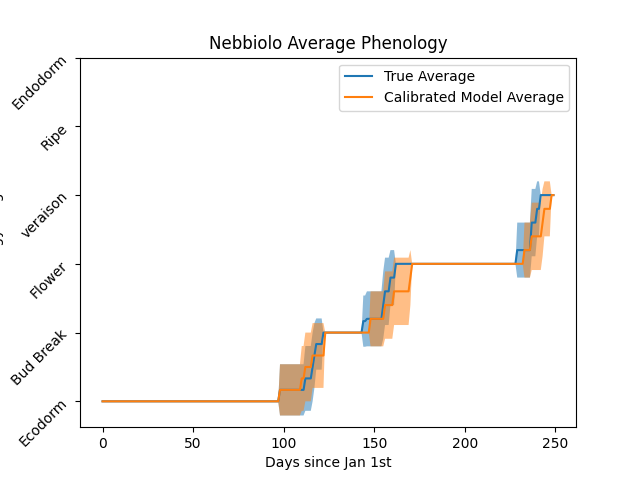 Nebbiolo Average Phenology
True Average
Calibrated Model Average
Endodorm
Ripe
veraison
Flower
Bud Break
Ecodorm
0 50 100 150 200 250
Days since Jan 1st